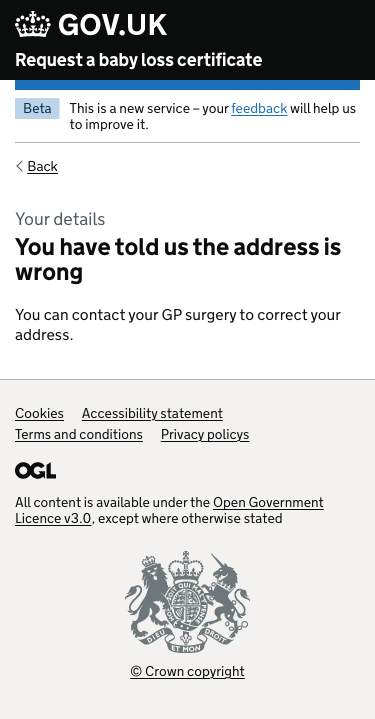 GOV.UK
Request a baby loss certificate
Beta
This is a new service – your feedback will help us
to improve it.
Back
Your details
You have told us the address is
wrong
You can contact your GP surgery to correct your
address.
Cookies Accessibility statement
Terms and conditions Privacy policys
OGL
All content is available under the Open Government
Licence v3.0, except where otherwise stated
DIEU ET MON DROIT
© Crown copyright